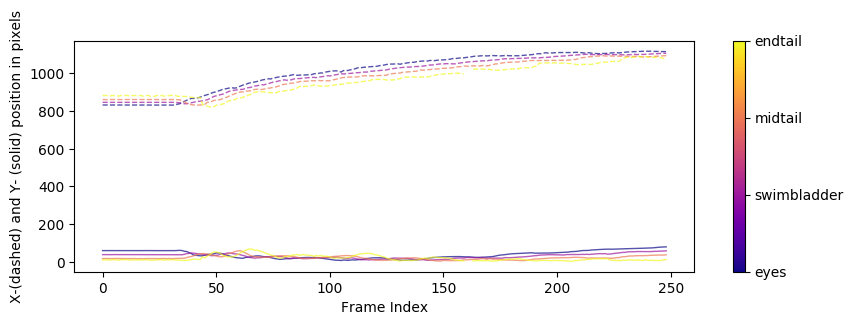 X-(dashed) and Y- (solid) position in pixels
1000
800
600
400
200
0
0 50 100 150 200 250
Frame Index
endtail
midtail
swimbladder
eyes